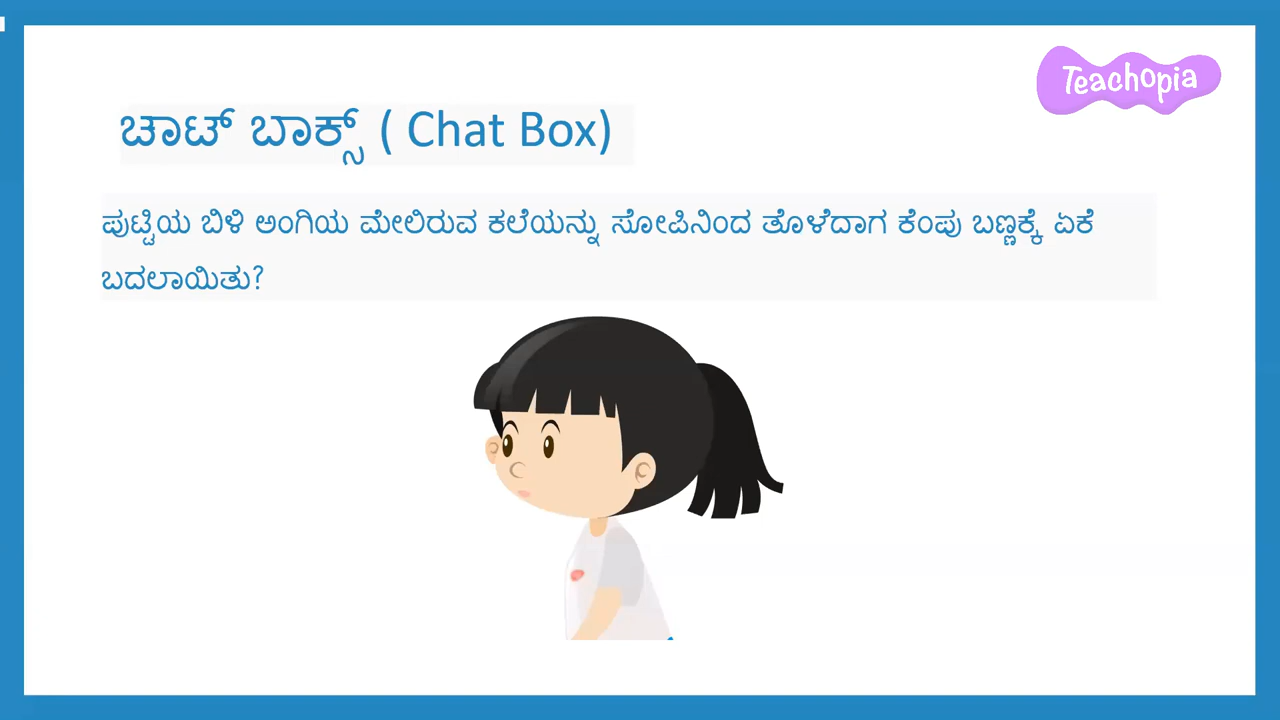 Teachopia
ಚಾಟ್ ಬಾಕ್ಸ್ ( Chat Box)
ಪುಟ್ಟಿಯ ಬಿಳಿ ಅಂಗಿಯ ಮೇಲಿರುವ ಕಲೆಯನ್ನು ಸೋಪಿನಿಂದ ತೊಳೆದಾಗ ಕೆಂಪು ಬಣ್ಣಕ್ಕೆ ಏಕೆ
ಬದಲಾಯಿತು?